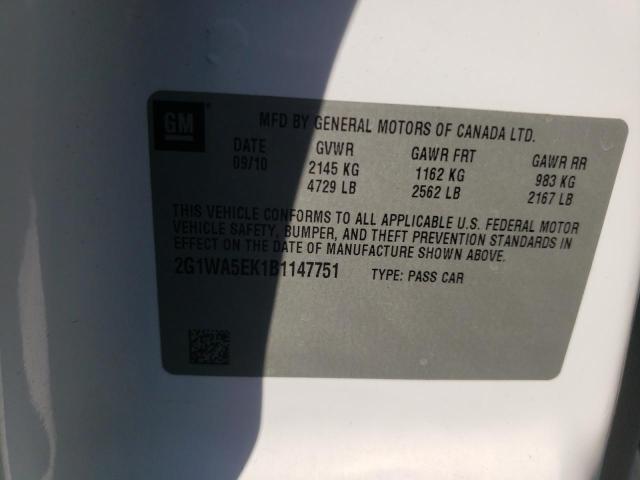 GM
MFD BY GENERAL MOTORS OF CANADA LTD.
DATE GVWR GAWR FRT GAWR RR
09/10 2145 KG 1162 KG 983 KG
4729 LB 2562 LB 2167 LB
THIS VEHICLE CONFORMS TO ALL APPLICABLE U.S. FEDERAL MOTOR
VEHICLE SAFETY, BUMPER, AND THEFT PREVENTION STANDARDS IN
EFFECT ON THE DATE OF MANUFACTURE SHOWN ABOVE.
2G1WA5EK1B1147751 TYPE: PASS CAR